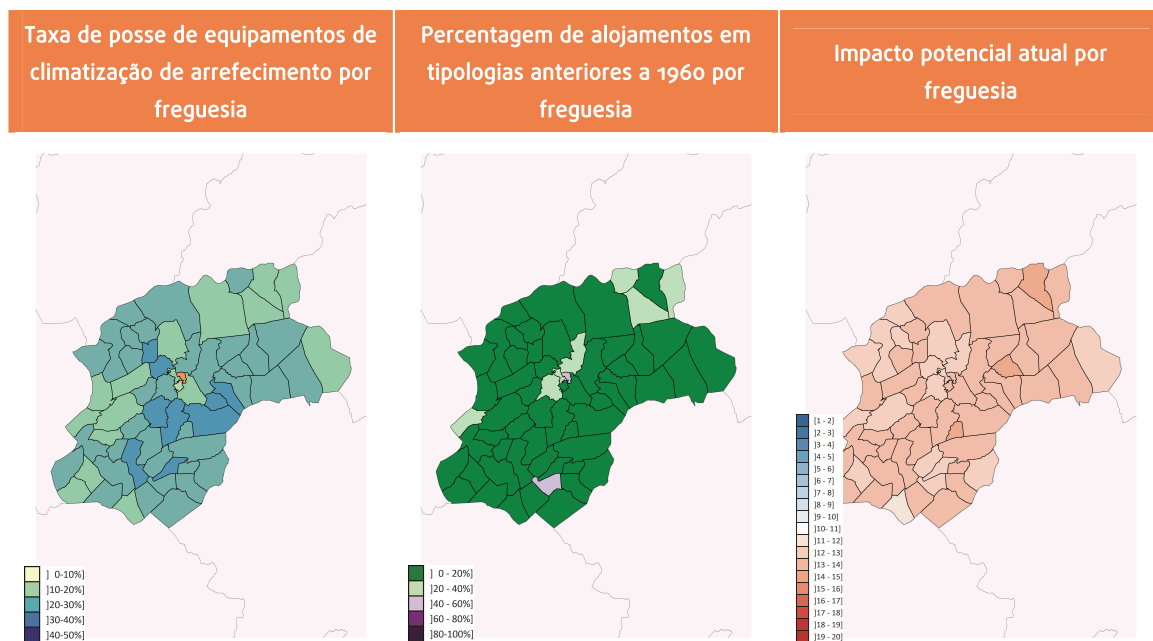 Taxa de posse de equipamentos de
climatização de arrefecimento por
freguesia
Percentagem de alojamentos em
tipologias anteriores a 1960 por
freguesia
Impacto potencial atual por
freguesia
] 0-10%]
]10-20%]
]20-30%]
]30-40%]
]40-50%]
] 0 - 20%]
]20 - 40%]
]40 - 60%]
]60 - 80%]
]80-100%]
]1 - 2]
]2 - 3]
]3 - 4]
]4 - 5]
]5 - 6]
]6 - 7]
]7 - 8]
]8 - 9]
]9 - 10]
]10- 11]
]11 - 12]
]12 - 13]
]13 - 14]
]14 - 15]
]15 - 16]
]16 - 17]
]17 - 18]
]18 - 19]
]19 - 20]